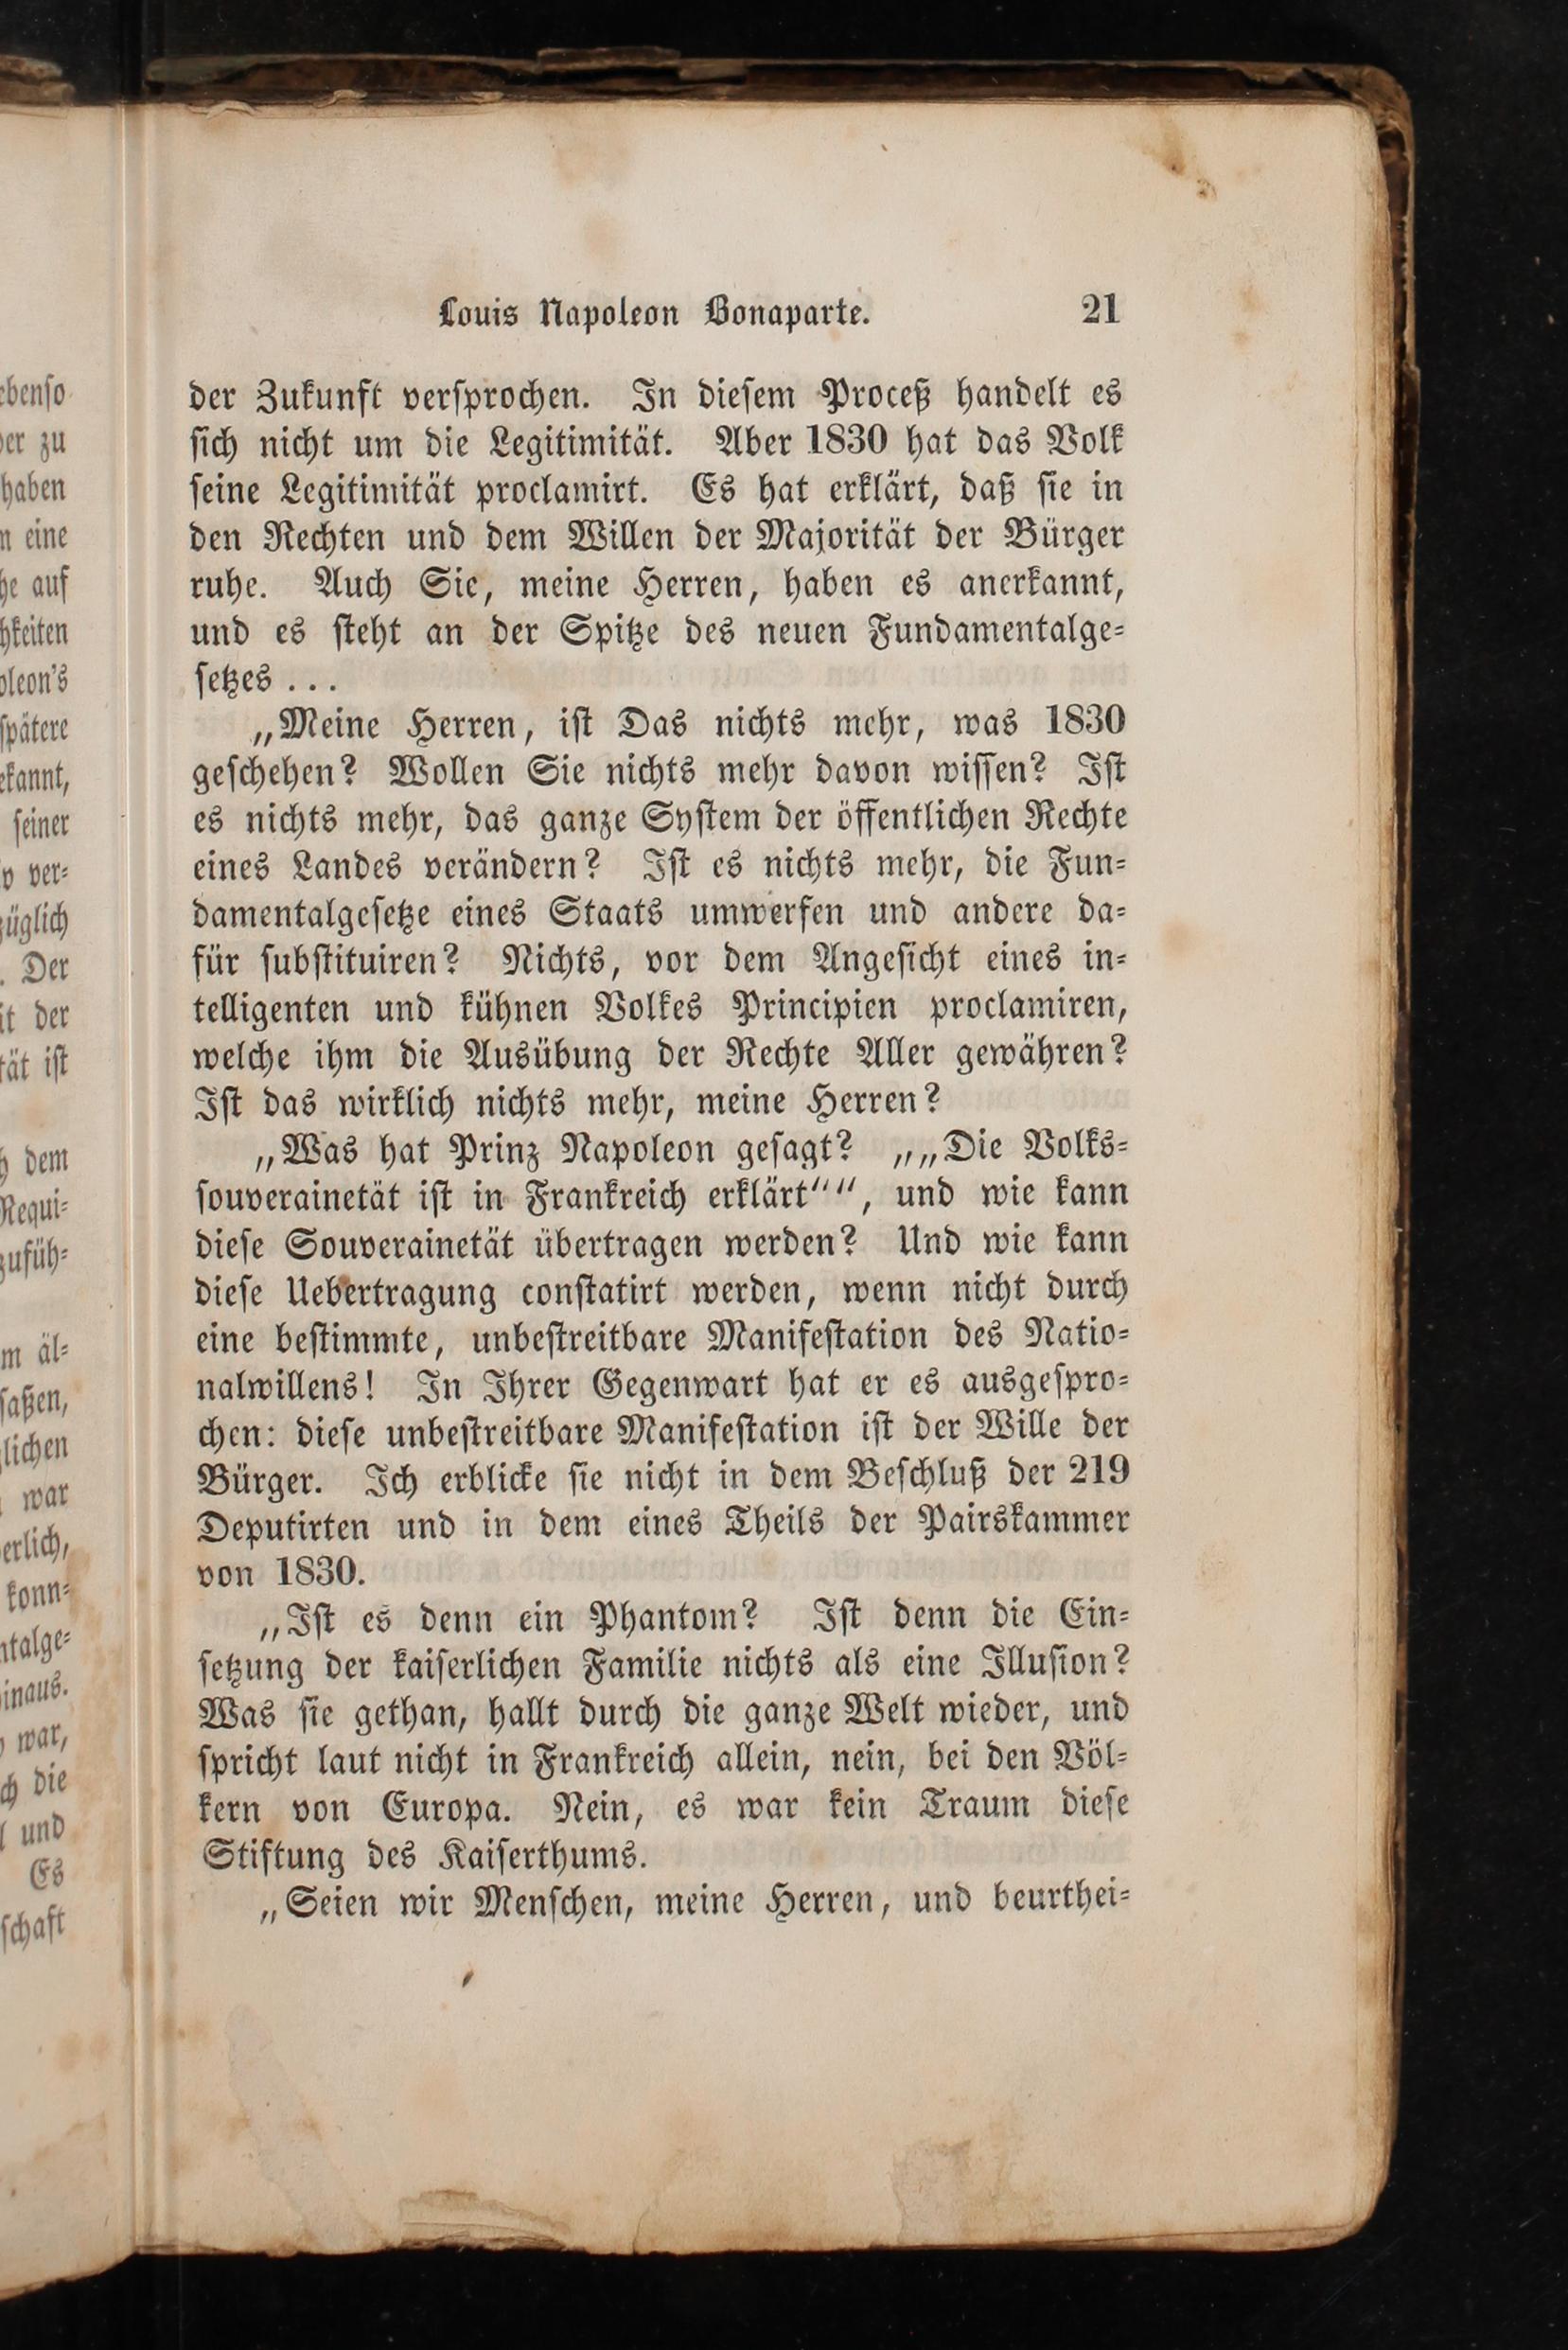 Louis Napoleon Bonaparte. 21
der Zukunft versprochen. In diesem Proceß handelt es
sich nicht um die Legitimität. Aber 1830 hat das Volk
seine Legitimität proclamirt. Es hat erklärt, daß sie in
den Rechten und dem Willen der Majorität der Bürger
ruhe. Auch Sie, meine Herren, haben es anerkannt,
und es steht an der Spitze des neuen Fundamentalge-
setzes . . .
„Meine Herren, ist Das nichts mehr, was 1830
geschehen? Wollen Sie nichts mehr davon wissen? Ist
es nichts mehr, das ganze System der öffentlichen Rechte
eines Landes verändern? Ist es nichts mehr, die Fun-
damentalgesetze eines Staats umwerfen und andere da-
für substituiren? Nichts, vor dem Angesicht eines in-
telligenten und kühnen Volkes Principien proclamiren,
welche ihm die Ausübung der Rechte Aller gewähren?
Ist das wirklich nichts mehr, meine Herren?
„Was hat Prinz Napoleon gesagt? „„Die Volks-
souverainetät ist in Frankreich erklärt““, und wie kann
diese Souverainetät übertragen werden? Und wie kann
diese Uebertragung constatirt werden, wenn nicht durch
eine bestimmte, unbestreitbare Manifestation des Natio-
nalwillens! In Ihrer Gegenwart hat er es ausgespro-
chen: diese unbestreitbare Manifestation ist der Wille der
Bürger. Ich erblicke sie nicht in dem Beschluß der 219
Deputirten und in dem eines Theils der Pairskammer
von 1830.
„Ist es denn ein Phantom? Ist denn die Ein-
setzung der kaiserlichen Familie nichts als eine Illusion?
Was sie gethan, hallt durch die ganze Welt wieder, und
spricht laut nicht in Frankreich allein, nein, bei den Völ-
kern von Europa. Nein, es war kein Traum diese
Stiftung des Kaiserthums.
„Seien wir Menschen, meine Herren, und beurthei-